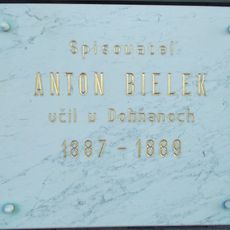 Spisovateľ
ANTON BIELEK
učil v Dohňanoch
1887 - 1889